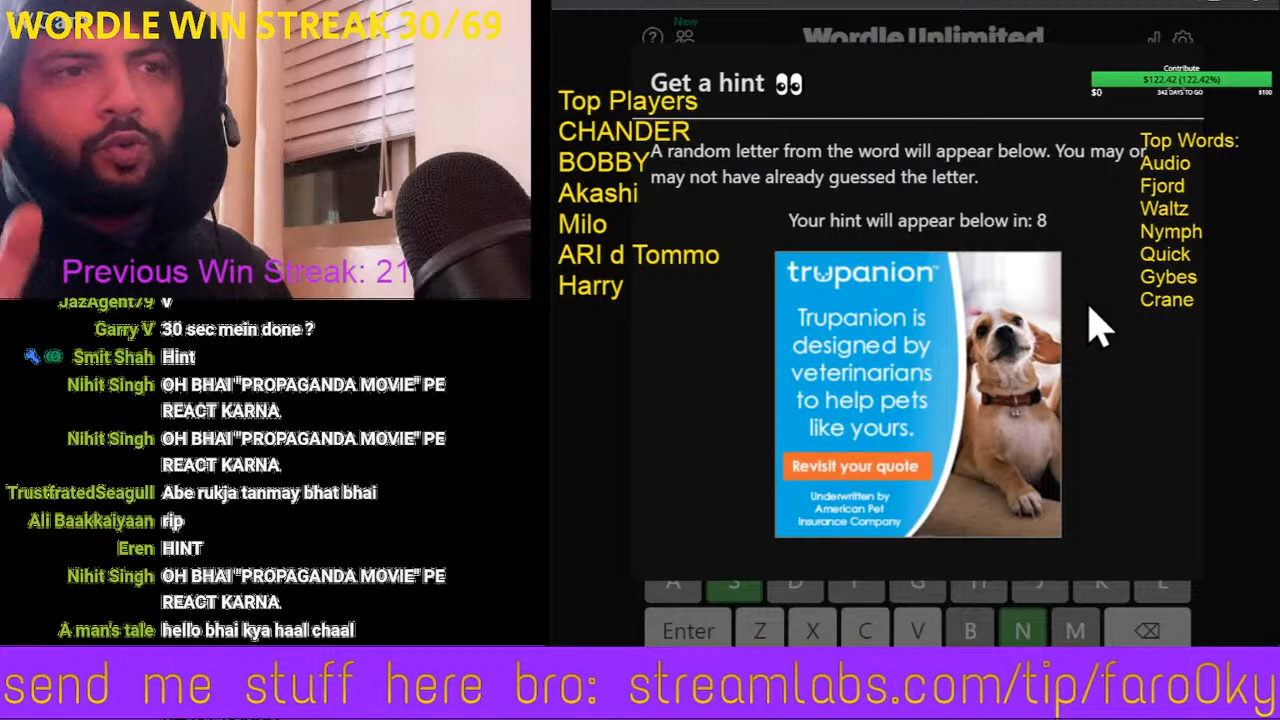 WORDLE WIN STREAK 30/69
Previous Win Streak: 21
JazAgent79 V
Garry V 30 sec mein done ?
Smit Shah Hint
Nihit Singh OH BHAI "PROPAGANDA MOVIE" PE
REACT KARNA
Nihit Singh OH BHAI "PROPAGANDA MOVIE" PE
REACT KARNA
TrustfratedSeagull Abe rukja tanmay bhat bhai
Ali Baakkaiyaan rip
Eren HINT
Nihit Singh OH BHAI "PROPAGANDA MOVIE" PE
REACT KARNA
A man's tale hello bhai kya haal chaal
New
Wordle Unlimited
Get a hint
Contribute
$122.42 (122.42%)
$0 342 DAYS TO GO $100
Top Players
CHANDER
BOBBY
Akashi
Milo
ARI d Tommo
Harry
A random letter from the word will appear below. You may or
may not have already guessed the letter.
Your hint will appear below in: 8
Top Words:
Audio
Fjord
Waltz
Nymph
Quick
Gybes
Crane
trupanion™
Trupanion is
designed by
veterinarians
to help pets
like yours.
Revisit your quote
Underwritten by
American Pet
Insurance Company
A S D F G H J K L
Enter Z X C V B N M
send me stuff here bro: streamlabs.com/tip/faro0ky